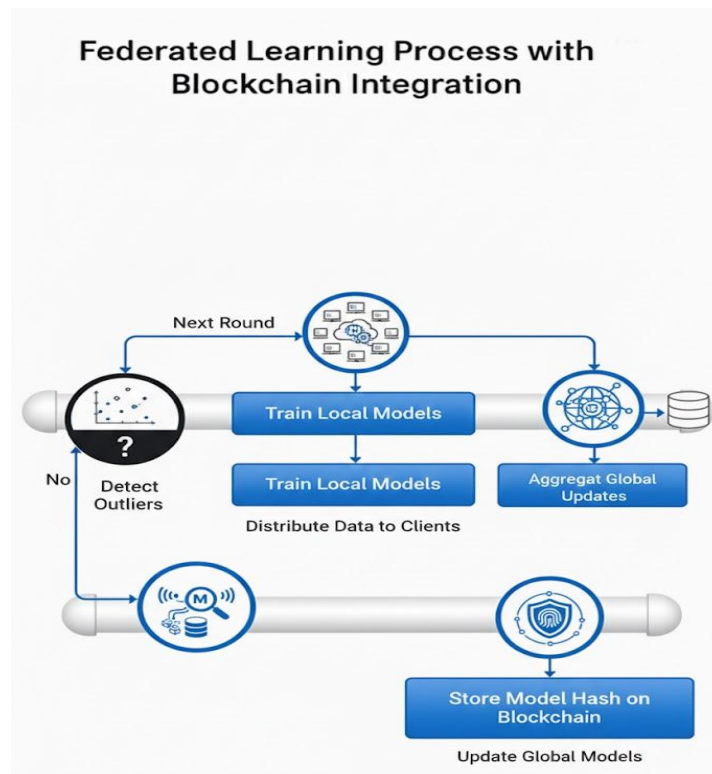 Federated Learning Process with
Blockchain Integration
Next Round
Train Local Models
?
No
Detect
Outliers
Train Local Models
Aggregat Global
Updates
Distribute Data to Clients
M
Store Model Hash on
Blockchain
Update Global Models